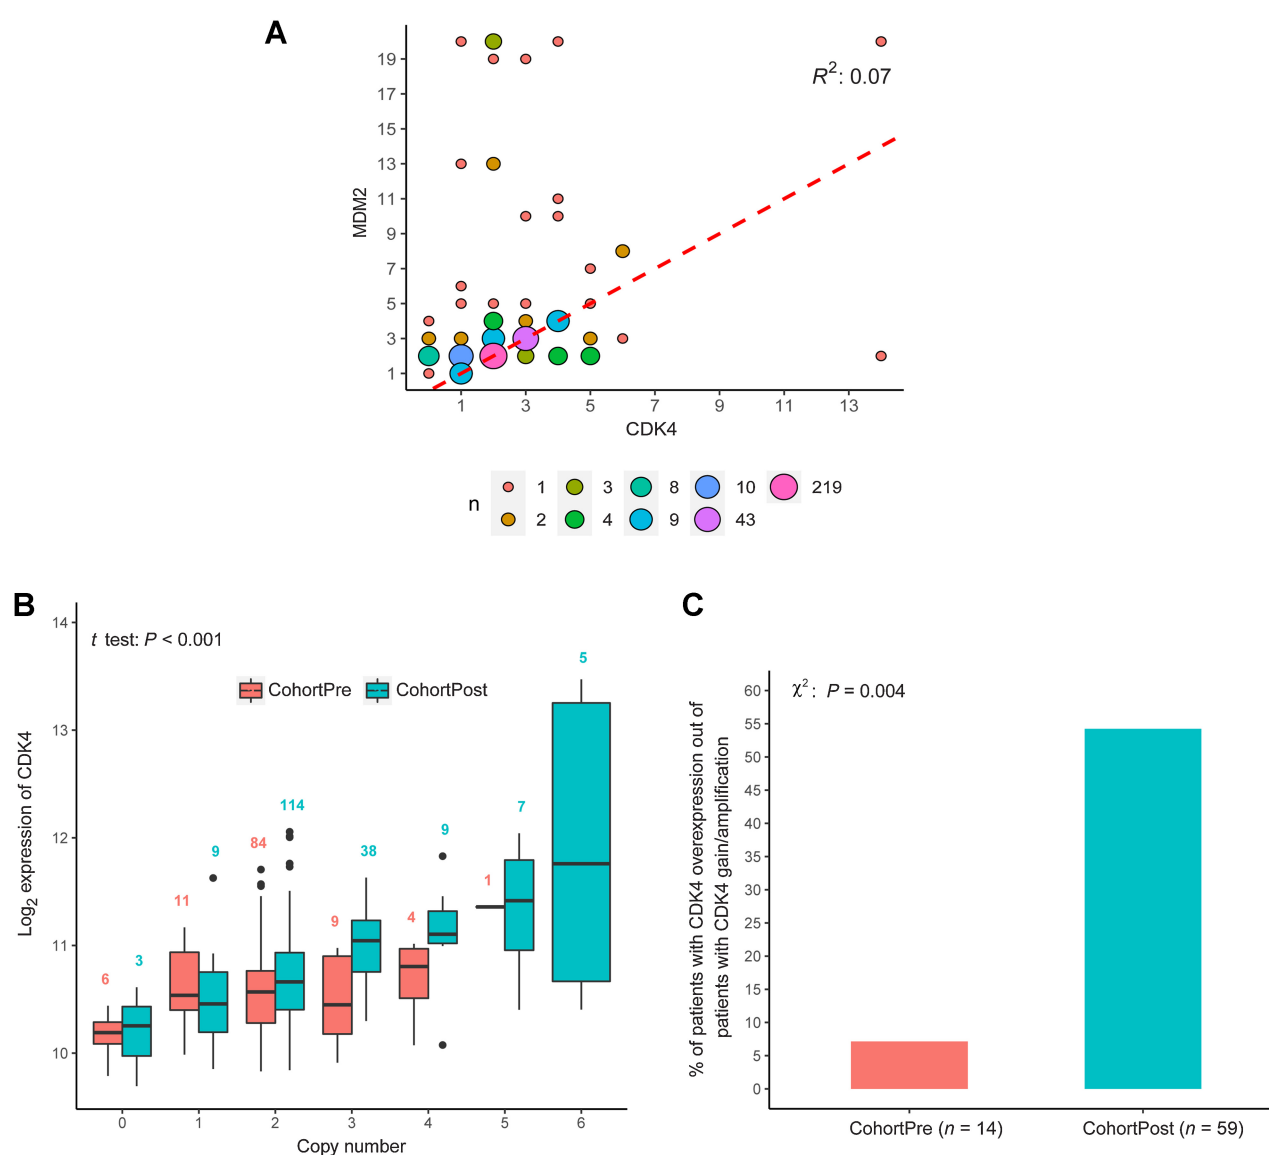 A
19
17
15
13
11
9
7
5
3
1
MDM2
R²: 0.07
1 3 5 7 9 11 13
CDK4
n
1 3 8 10 219
2 4 9 43
B
14
13
12
11
10
Log₂ expression of CDK4
t test: P < 0.001
CohortPre CohortPost
6 3 11 9 84 114 9 38 4 9 1 7 5
0 1 2 3 4 5 6
Copy number
C
60
55
50
45
40
35
30
25
20
15
10
5
0
% of patients with CDK4 overexpression out of
patients with CDK4 gain/amplification
χ²: P = 0.004
CohortPre (n = 14) CohortPost (n = 59)